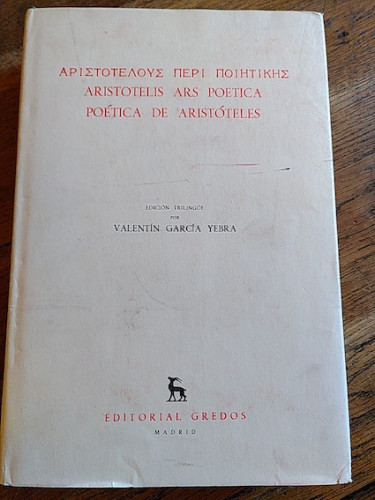 ΑΡΙΣΤΟΤΕΛΟΥΣ ΠΕΡΙ ΠΟΙΗΤΙΚΗΣ
ARISTOTELIS ARS POETICA
POÉTICA DE ARISTÓTELES
EDICIÓN TRILINGÜE
POR
VALENTÍN GARCÍA YEBRA
EDITORIAL GREDOS
MADRID